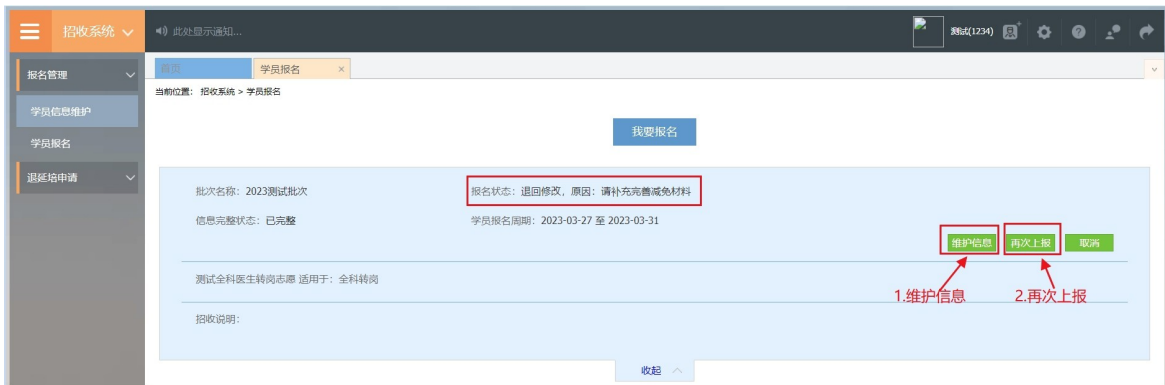 招收系统
此处显示通知...
测试(1234)
报名管理
首页
学员报名 ×
当前位置： 招收系统 > 学员报名
学员信息维护
学员报名
退延培申请
我要报名
批次名称：2023测试批次
报名状态：退回修改，原因：请补充完善减免材料
信息完整状态：已完整
学员报名周期：2023-03-27 至 2023-03-31
维护信息
再次上报
取消
测试全科医生转岗志愿 适用于：全科转岗
1.维护信息
2.再次上报
招收说明：
收起